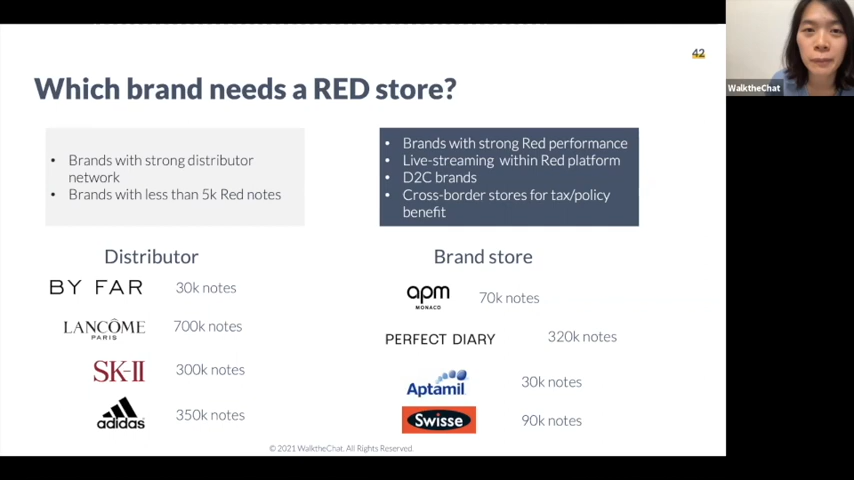 42
WalktheChat
Which brand needs a RED store?
• Brands with strong distributor
network
• Brands with less than 5k Red notes
• Brands with strong Red performance
• Live-streaming within Red platform
• D2C brands
• Cross-border stores for tax/policy
benefit
Distributor
BY FAR 30k notes
LANCÔME
PARIS
700k notes
SK-II 300k notes
adidas 350k notes
Brand store
apm
MONACO
70k notes
PERFECT DIARY 320k notes
Aptamil 30k notes
Swisse 90k notes
© 2021 WalktheChat. All Rights Reserved.